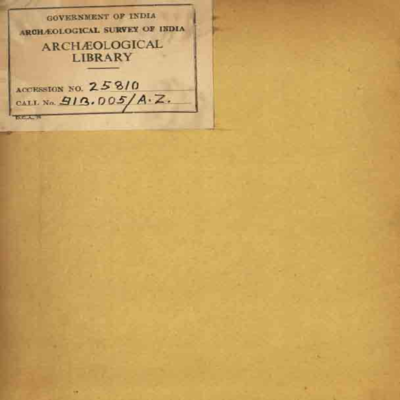 GOVERNMENT OF INDIA
ARCHÆOLOGICAL SURVEY OF INDIA
ARCHÆOLOGICAL
LIBRARY
ACCESSION NO. 25810
CALL No. 913.005/A.Z.